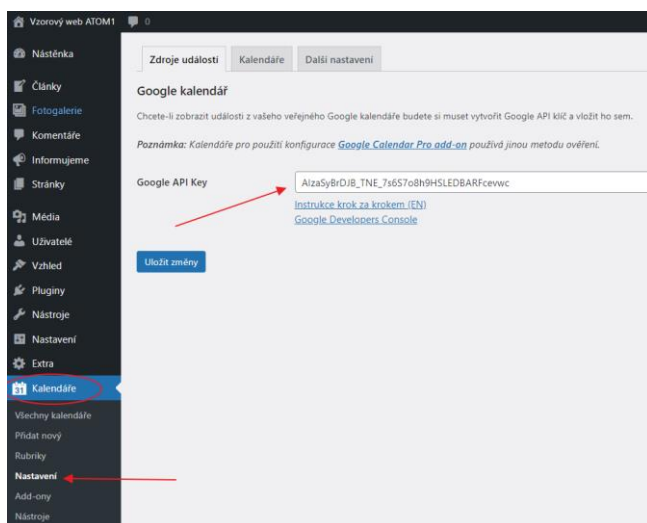 Vzorový web ATOM1 0
Nástěnka
Články
Fotogalerie
Komentáře
Informujeme
Stránky
Média
Uživatelé
Vzhled
Pluginy
Nástroje
Nastavení
Extra
31 Kalendáře
Všechny kalendáře
Přidat nový
Rubriky
Nastavení
Add-ony
Nástroje
Zdroje událostí Kalendáře Další nastavení
Google kalendář
Chcete-li zobrazit události z vašeho veřejného Google kalendáře budete si muset vytvořit Google API klíč a vložit ho sem.
Poznámka: Kalendáře pro použití konfigurace Google Calendar Pro add-on používá jinou metodu ověření.
Google API Key AIzaSyBrDJB_TNE_7s6S7o8h9HSLEDBARFcevwc
Instrukce krok za krokem (EN)
Google Developers Console
Uložit změny